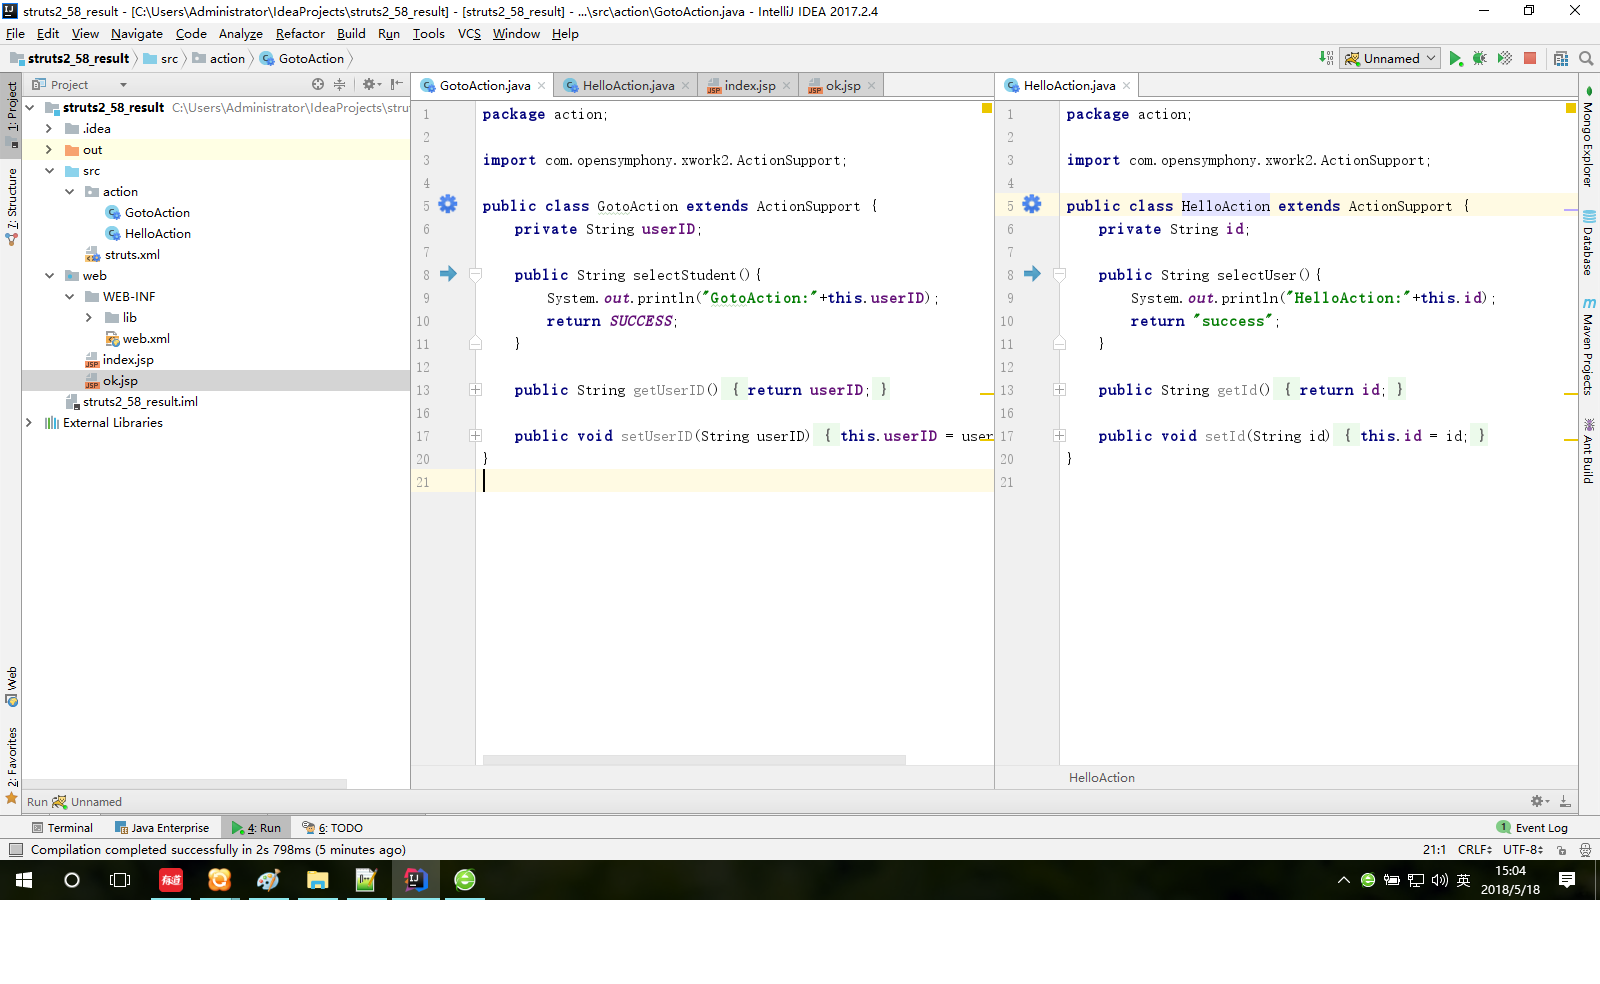 struts2_58_result - [C:\Users\Administrator\IdeaProjects\struts2_58_result] - [struts2_58_result] - ...\src\action\GotoAction.java - IntelliJ IDEA 2017.2.4
File Edit View Navigate Code Analyze Refactor Build Run Tools VCS Window Help
struts2_58_result src action GotoAction
Unnamed
Project
1: Project
7: Structure
Web
2: Favorites
struts2_58_result C:\Users\Administrator\IdeaProjects\stru
.idea
out
src
action
GotoAction
HelloAction
struts.xml
web
WEB-INF
lib
web.xml
index.jsp
ok.jsp
struts2_58_result.iml
External Libraries
GotoAction.java HelloAction.java index.jsp ok.jsp
1 package action;
2
3 import com.opensymphony.xwork2.ActionSupport;
4
5 public class GotoAction extends ActionSupport {
6 private String userID;
7
8 public String selectStudent(){
9 System.out.println("GotoAction:"+this.userID);
10 return SUCCESS;
11 }
12
13 public String getUserID() { return userID; }
16
17 public void setUserID(String userID) { this.userID = user
20 }
21
HelloAction.java
1 package action;
2
3 import com.opensymphony.xwork2.ActionSupport;
4
5 public class HelloAction extends ActionSupport {
6 private String id;
7
8 public String selectUser(){
9 System.out.println("HelloAction:"+this.id);
10 return "success";
11 }
12
13 public String getId() { return id; }
16
17 public void setId(String id) { this.id = id; }
20 }
21
HelloAction
Mongo Explorer
Database
Maven Projects
Ant Build
Run Unnamed
Terminal Java Enterprise 4: Run 6: TODO 1 Event Log
Compilation completed successfully in 2s 798ms (5 minutes ago) 21:1 CRLF UTF-8
有道
英
15:04
2018/5/18